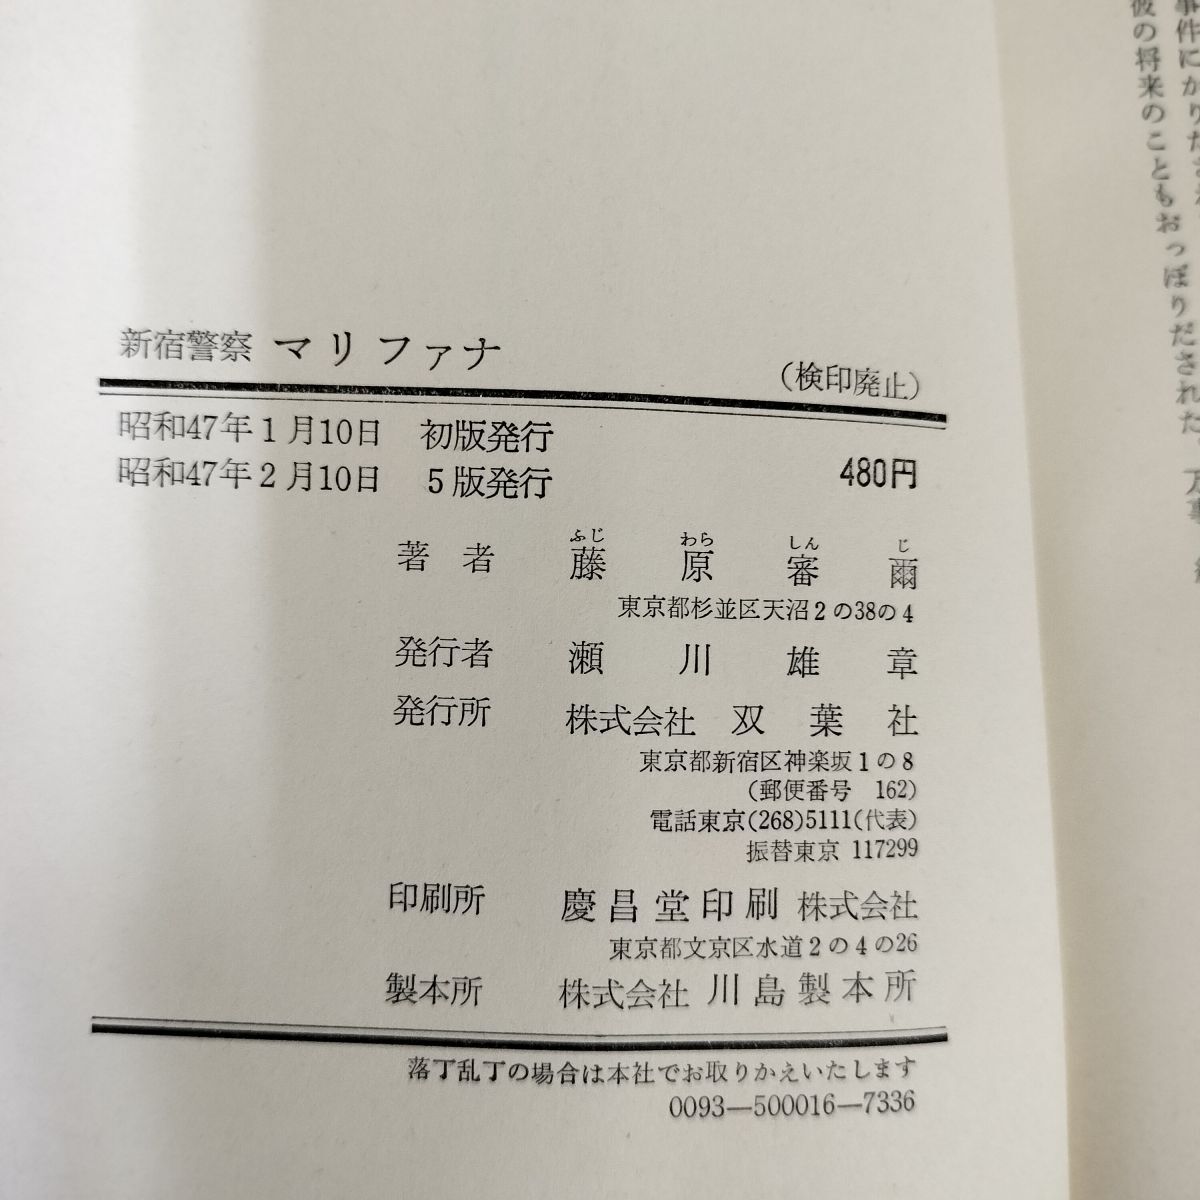 事件にかりださ
彼の将来のこともおっぽりだされた
新宿警察 マリファナ
(検印廃止)
昭和47年1月10日 初版発行
昭和47年2月10日 5版発行
480円
著者 藤原審爾
ふじ わら しん じ
東京都杉並区天沼2の38の4
発行者 瀬川雄章
発行所 株式会社 双葉社
東京都新宿区神楽坂1の8
(郵便番号 162)
電話東京(268)5111(代表)
振替東京 117299
印刷所 慶昌堂印刷 株式会社
東京都文京区水道2の4の26
製本所 株式会社 川島製本所
落丁乱丁の場合は本社でお取りかえいたします
0093—500016—7336